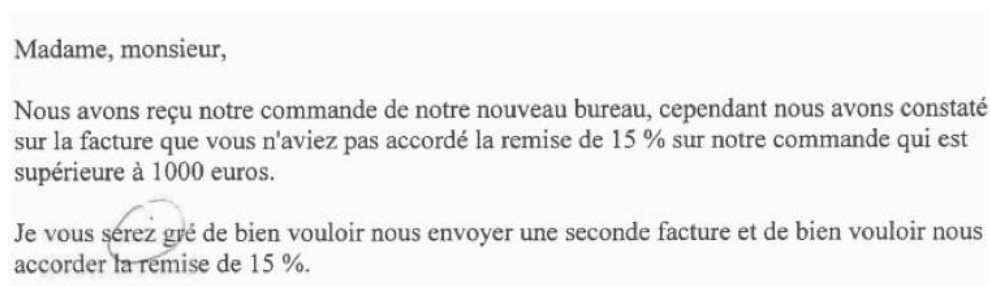 Madame, monsieur,
Nous avons reçu notre commande de notre nouveau bureau, cependant nous avons constaté
sur la facture que vous n'aviez pas accordé la remise de 15 % sur notre commande qui est
supérieure à 1000 euros.
Je vous serez gré de bien vouloir nous envoyer une seconde facture et de bien vouloir nous
accorder la remise de 15 %.